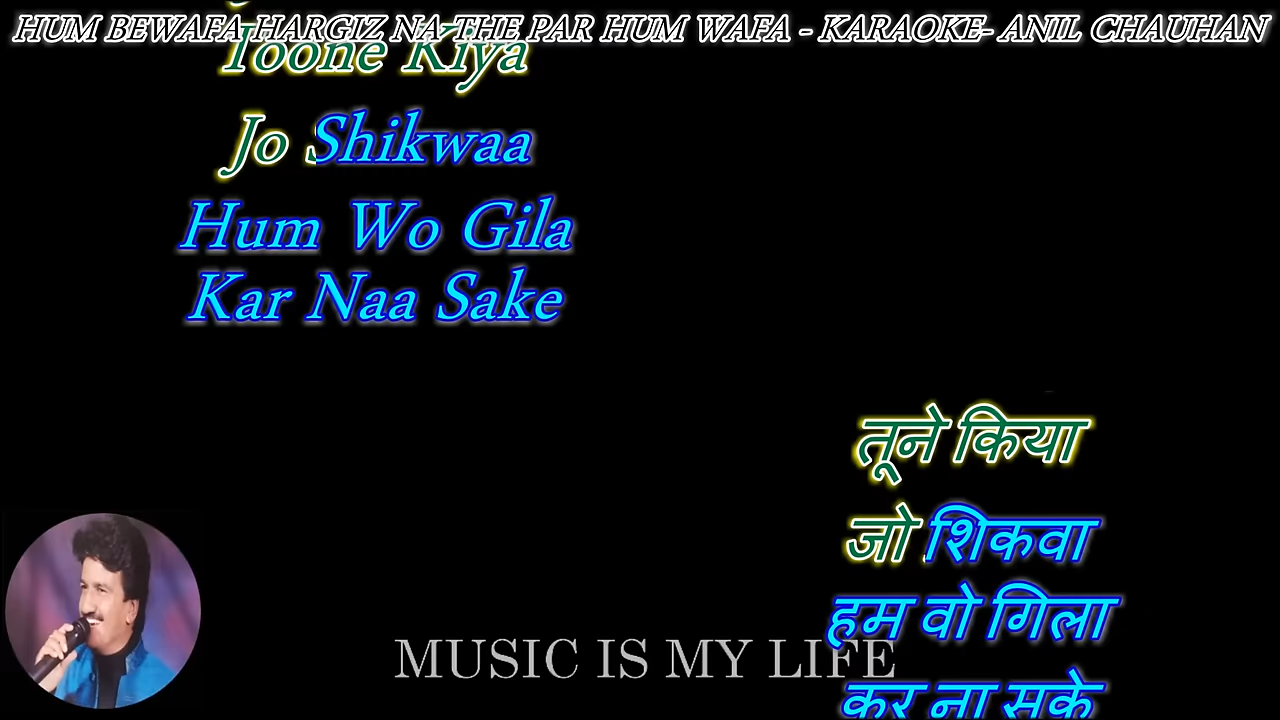 HUM BEWAFA HARGIZ NA THE PAR HUM WAFA - KARAOKE- ANIL CHAUHAN
Toone Kiya
Jo Shikwaa
Hum Wo Gila
Kar Naa Sake
तूने किया
जो शिकवा
हम वो गिला
कर ना सके
MUSIC IS MY LIFE